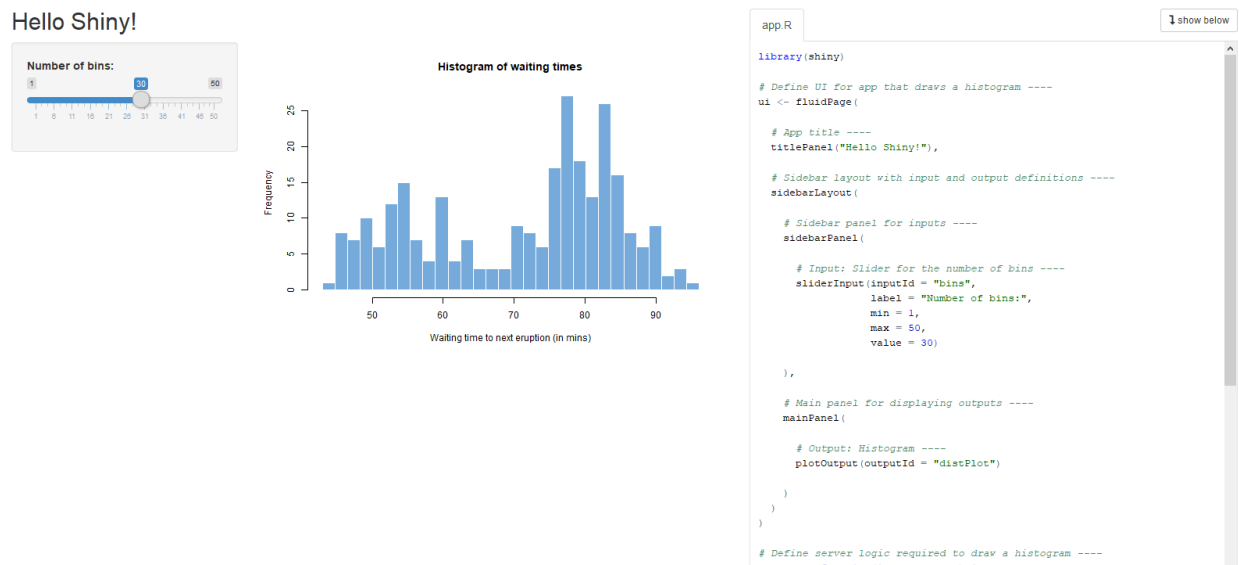 Hello Shiny!
Number of bins:
1 30 50
1 6 11 16 21 26 31 36 41 46 50
Histogram of waiting times
Frequency
25
20
15
10
5
0
50 60 70 80 90
Waiting time to next eruption (in mins)
app.R
show below
library(shiny)
# Define UI for app that draws a histogram ----
ui <- fluidPage(
# App title ----
titlePanel("Hello Shiny!"),
# Sidebar layout with input and output definitions ----
sidebarLayout(
# Sidebar panel for inputs ----
sidebarPanel(
# Input: Slider for the number of bins ----
sliderInput(inputId = "bins",
label = "Number of bins:",
min = 1,
max = 50,
value = 30)
),
# Main panel for displaying outputs ----
mainPanel(
# Output: Histogram ----
plotOutput(outputId = "distPlot")
)
)
)
# Define server logic required to draw a histogram ----